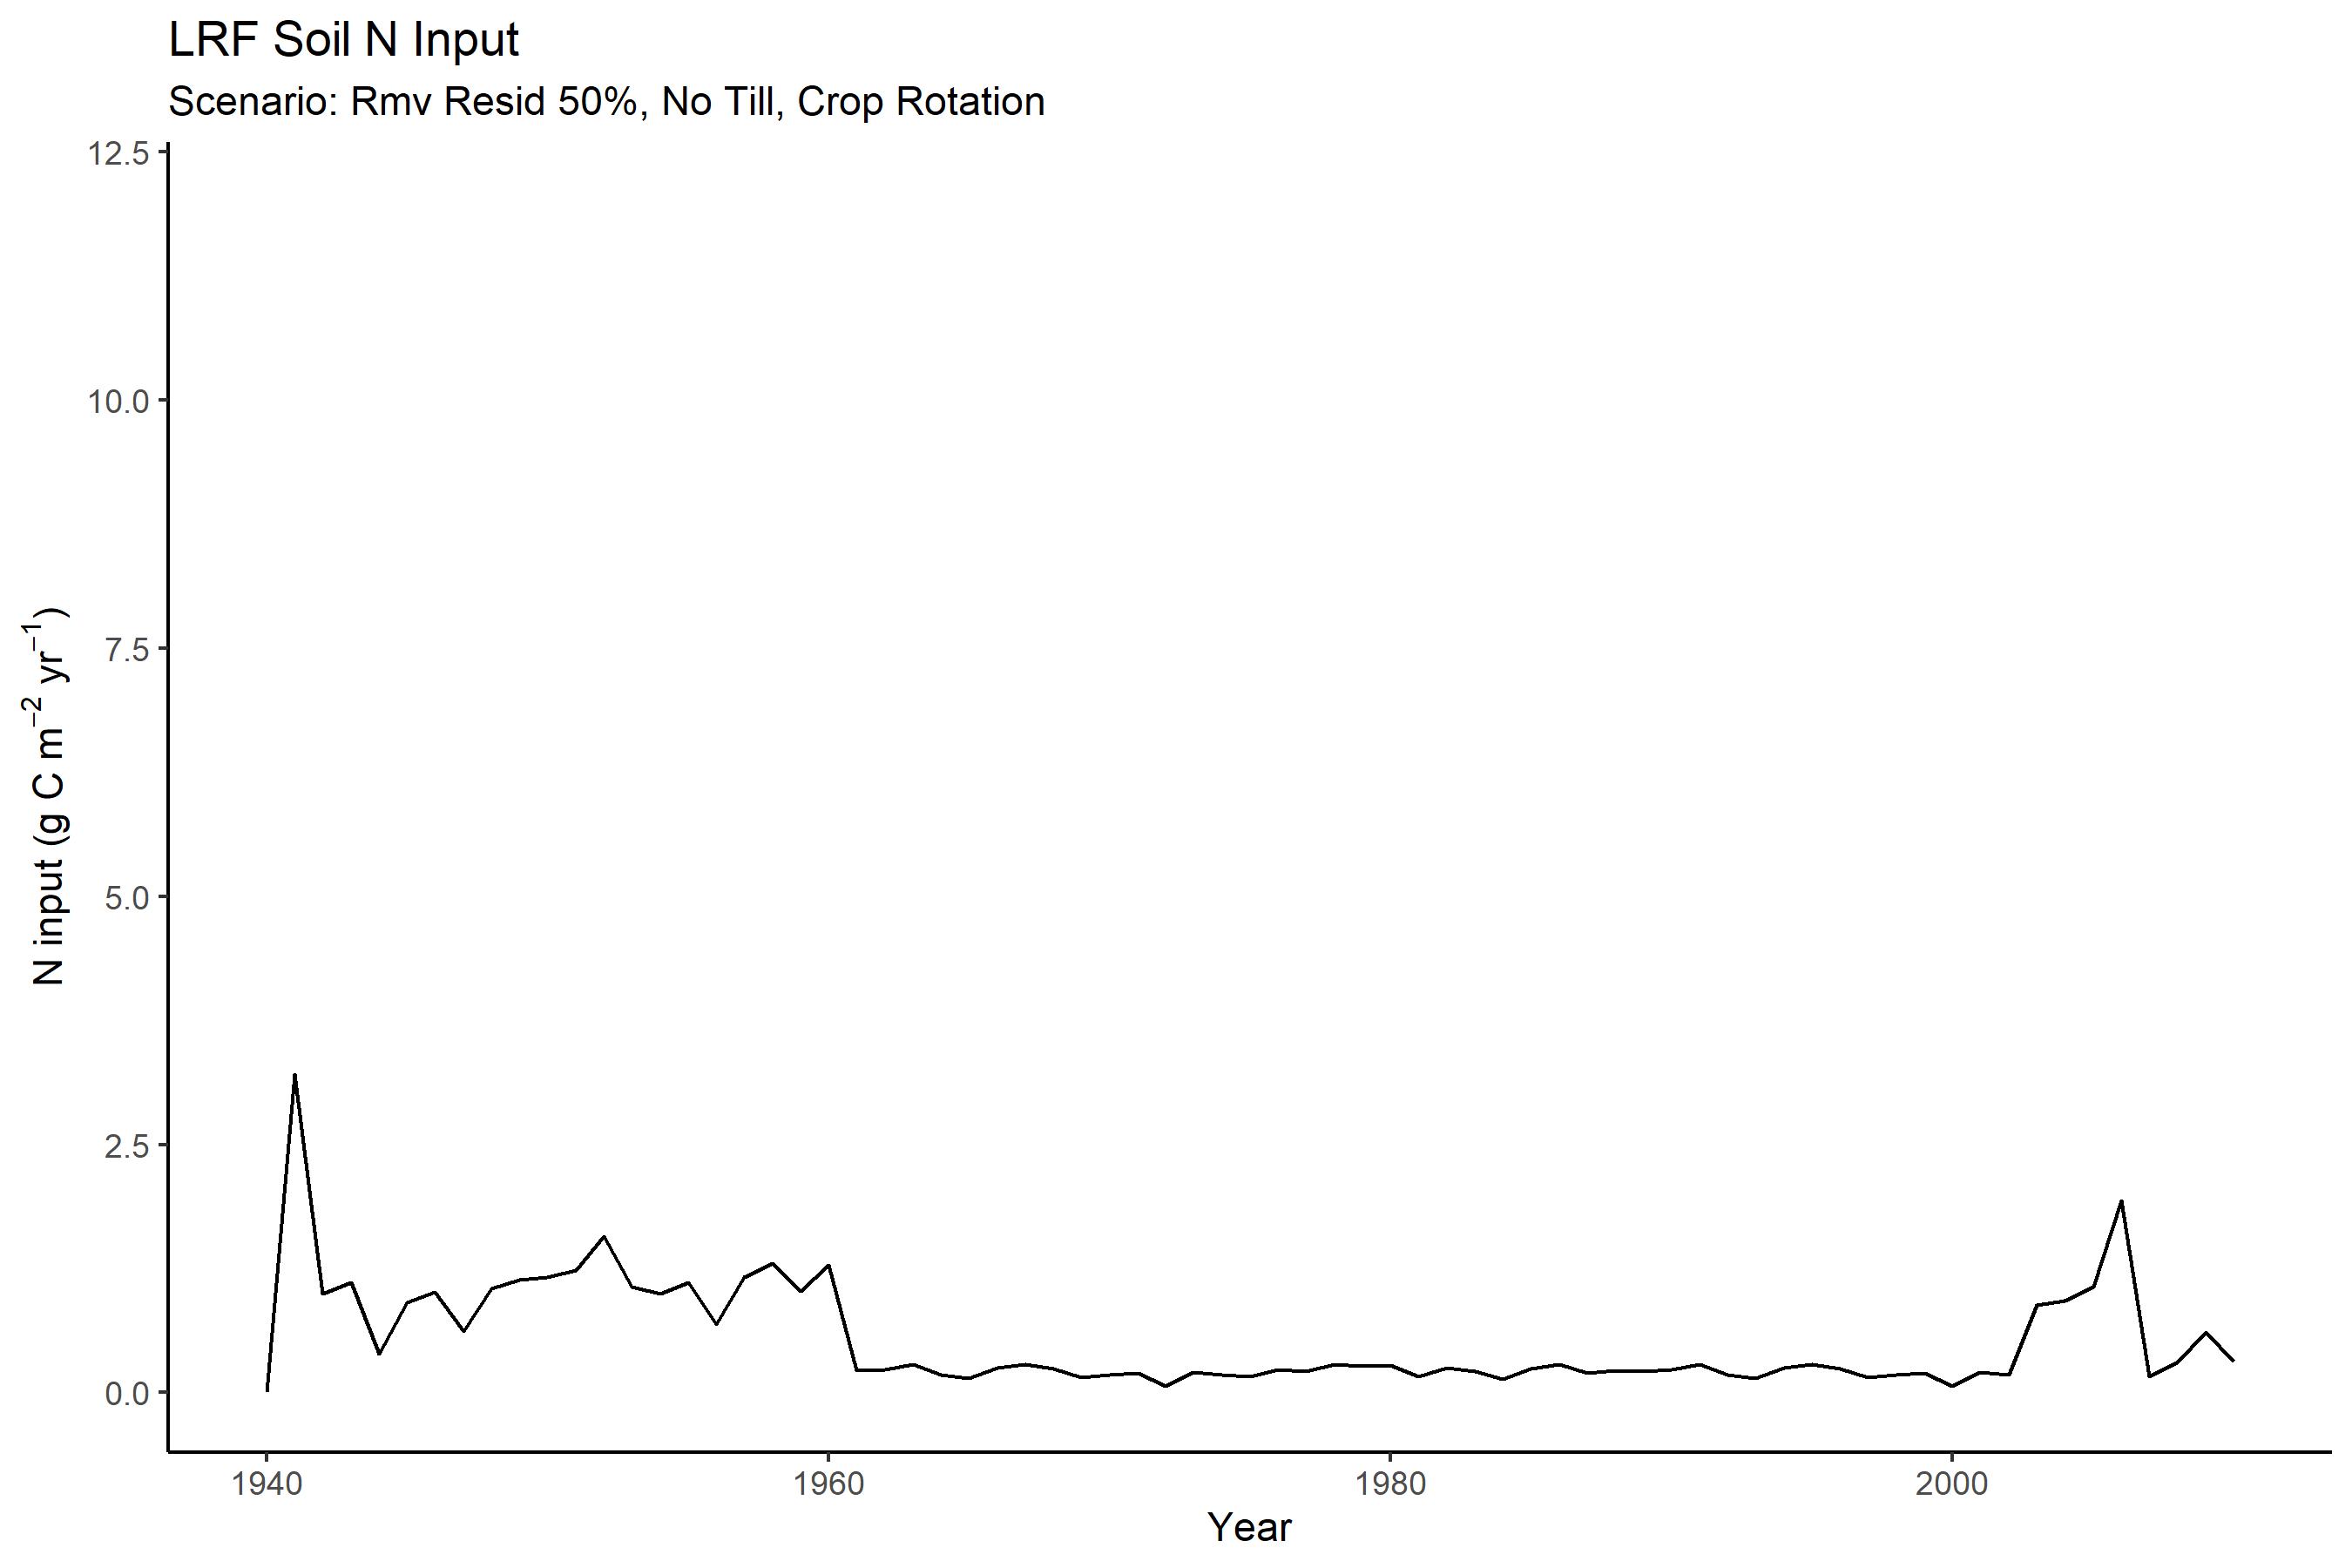 LRF Soil N Input
Scenario: Rmv Resid 50%, No Till, Crop Rotation
12.5
10.0
7.5
5.0
2.5
0.0
N input (g C m⁻² yr⁻¹)
1940 1960 1980 2000
Year